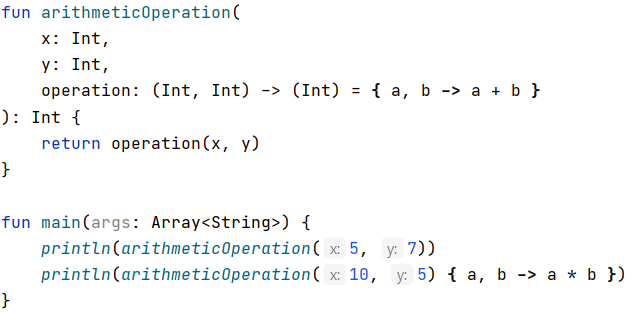 fun arithmeticOperation(
    x: Int,
    y: Int,
    operation: (Int, Int) -> (Int) = { a, b -> a + b }
): Int {
    return operation(x, y)
}

fun main(args: Array<String>) {
    println(arithmeticOperation( x: 5, y: 7))
    println(arithmeticOperation( x: 10, y: 5) { a, b -> a * b })
}